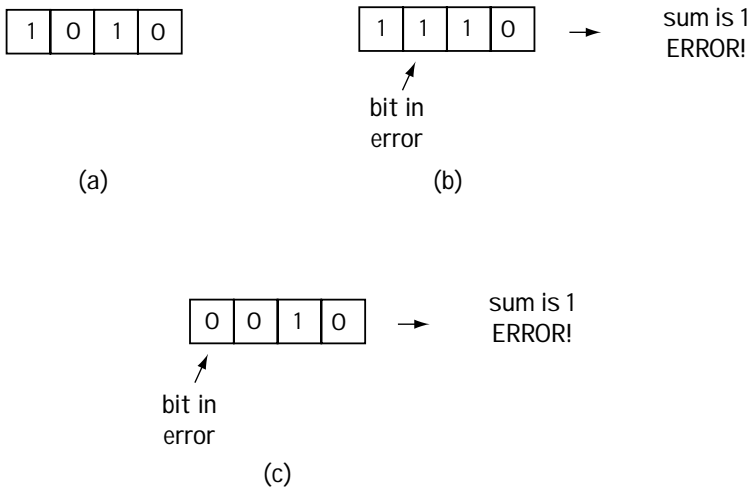 1 0 1 0
(a)
1 1 1 0
sum is 1
ERROR!
bit in
error
(b)
0 0 1 0
sum is 1
ERROR!
bit in
error
(c)